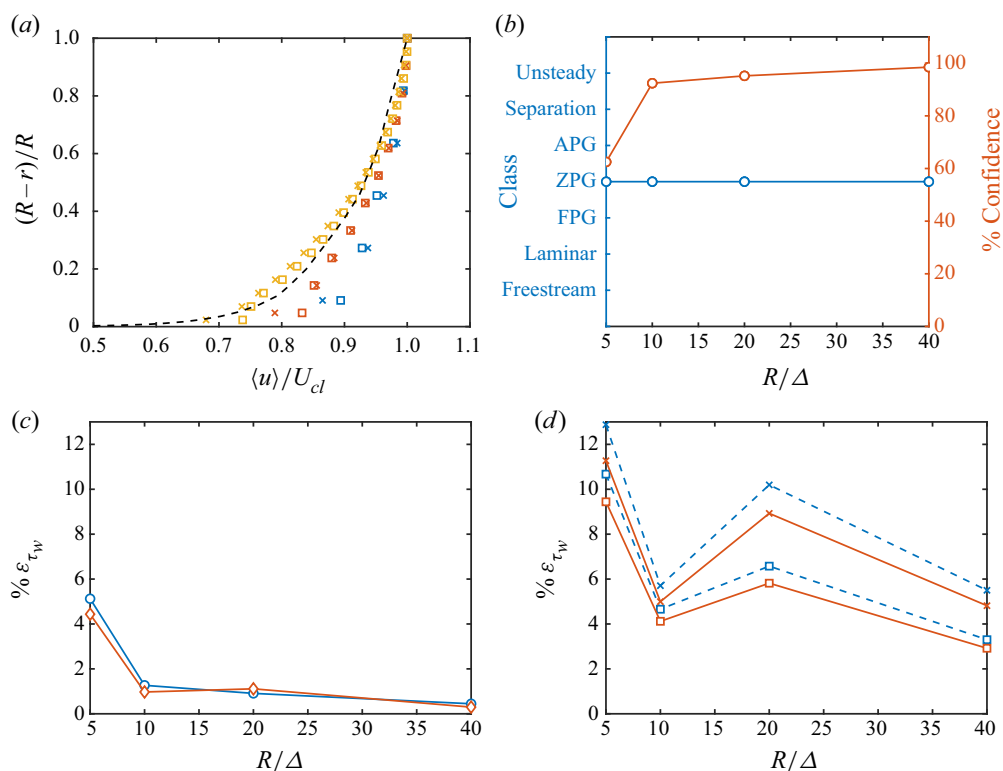 (a)
1.0
0.8
0.6
0.4
0.2
0
(R−r)/R
0.5 0.6 0.7 0.8 0.9 1.0 1.1
⟨u⟩/U_cl
(b)
Unsteady
Separation
APG
ZPG
FPG
Laminar
Freestream
Class
100
80
60
40
20
0
% Confidence
5 10 15 20 25 30 35 40
R/Δ
(c)
12
10
8
6
4
2
0
% ε_τ_w
5 10 15 20 25 30 35 40
R/Δ
(d)
12
10
8
6
4
2
0
% ε_τ_w
5 10 15 20 25 30 35 40
R/Δ